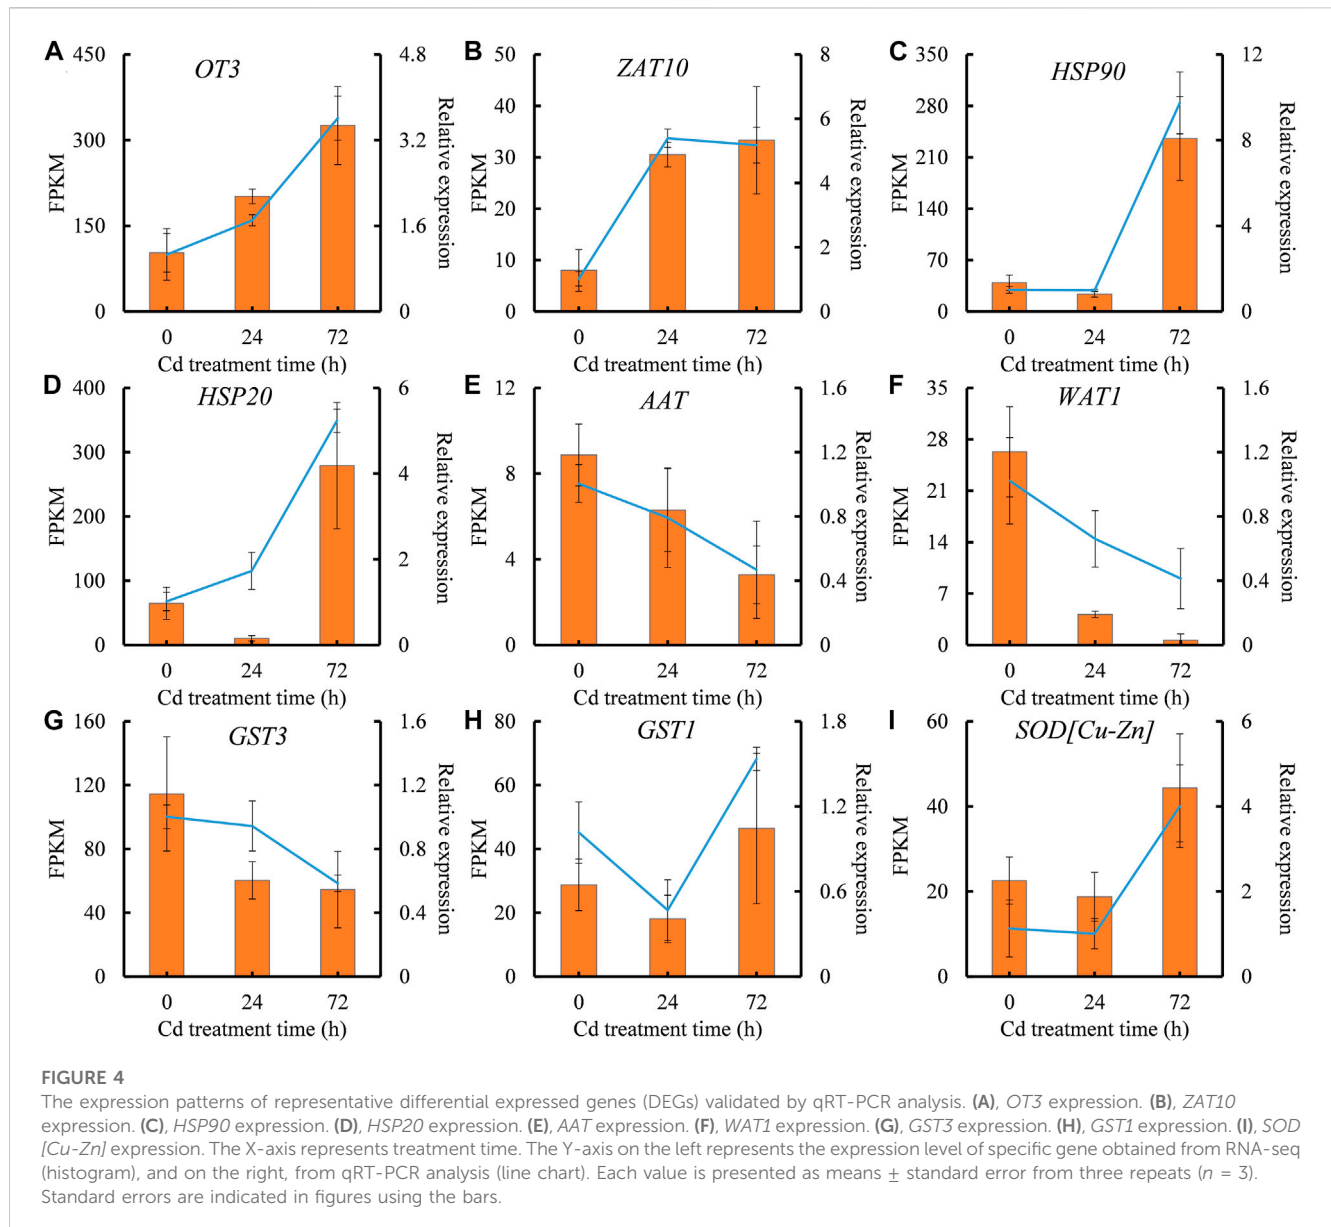 A
OT3
450
300
150
0
FPKM
4.8
3.2
1.6
0
Relative expression
0 24 72
Cd treatment time (h)
B
ZAT10
50
40
30
20
10
0
FPKM
8
6
4
2
0
Relative expression
0 24 72
Cd treatment time (h)
C
HSP90
350
280
210
140
70
0
FPKM
12
8
4
0
Relative expression
0 24 72
Cd treatment time (h)
D
HSP20
400
300
200
100
0
FPKM
6
4
2
0
Relative expression
0 24 72
Cd treatment time (h)
E
AAT
12
8
4
0
FPKM
1.6
1.2
0.8
0.4
0
Relative expression
0 24 72
Cd treatment time (h)
F
WAT1
35
28
21
14
7
0
FPKM
1.6
1.2
0.8
0.4
0
Relative expression
0 24 72
Cd treatment time (h)
G
GST3
160
120
80
40
0
FPKM
1.6
1.2
0.8
0.4
0
Relative expression
0 24 72
Cd treatment time (h)
H
GST1
80
60
40
20
0
FPKM
1.8
1.2
0.6
0
Relative expression
0 24 72
Cd treatment time (h)
I
SOD[Cu-Zn]
60
40
20
0
FPKM
6
4
2
0
Relative expression
0 24 72
Cd treatment time (h)
FIGURE 4
The expression patterns of representative differential expressed genes (DEGs) validated by qRT-PCR analysis. (A), OT3 expression. (B), ZAT10
expression. (C), HSP90 expression. (D), HSP20 expression. (E), AAT expression. (F), WAT1 expression. (G), GST3 expression. (H), GST1 expression. (I), SOD
[Cu-Zn] expression. The X-axis represents treatment time. The Y-axis on the left represents the expression level of specific gene obtained from RNA-seq
(histogram), and on the right, from qRT-PCR analysis (line chart). Each value is presented as means ± standard error from three repeats (n = 3).
Standard errors are indicated in figures using the bars.